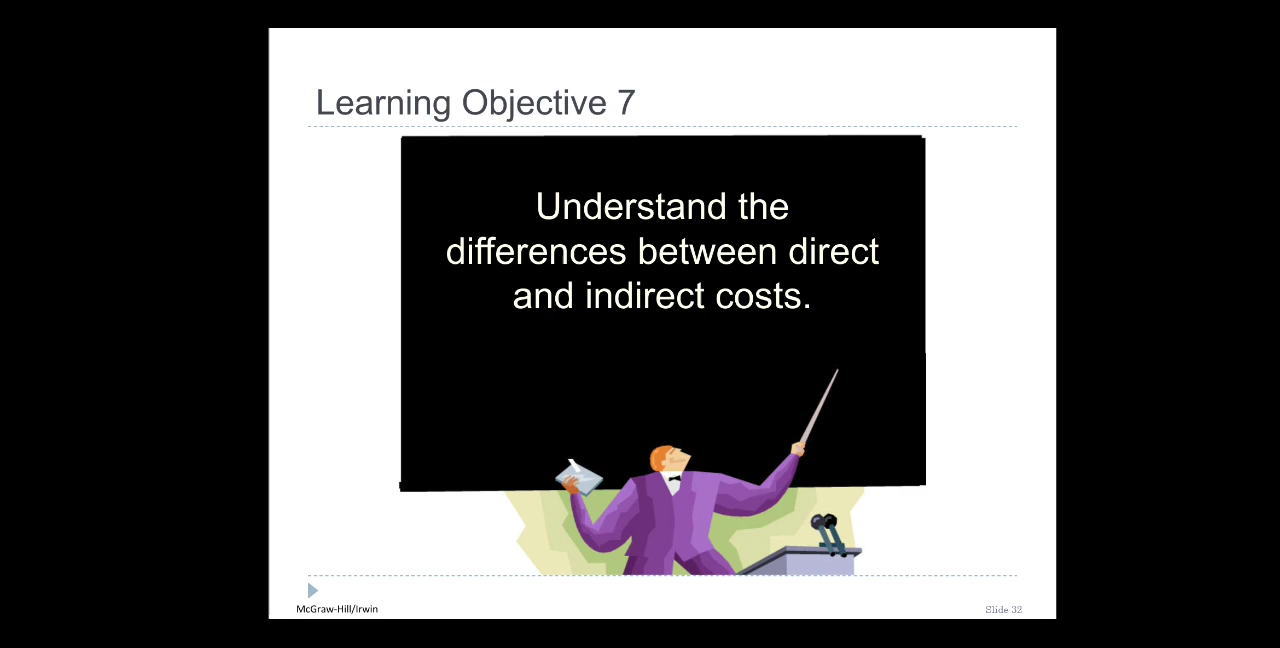 Learning Objective 7
Understand the
differences between direct
and indirect costs.
McGraw-Hill/Irwin
Slide 32